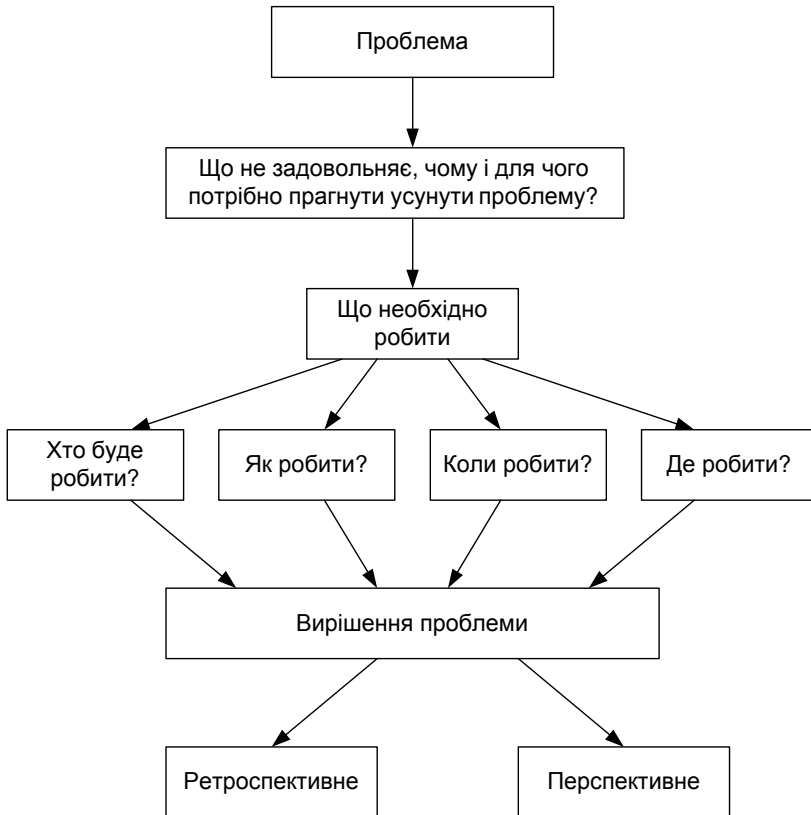 Проблема
Що не задовольняє, чому і для чого
потрібно прагнути усунути проблему?
Що необхідно
робити
Хто буде
робити?
Як робити?
Коли робити?
Де робити?
Вирішення проблеми
Ретроспективне
Перспективне